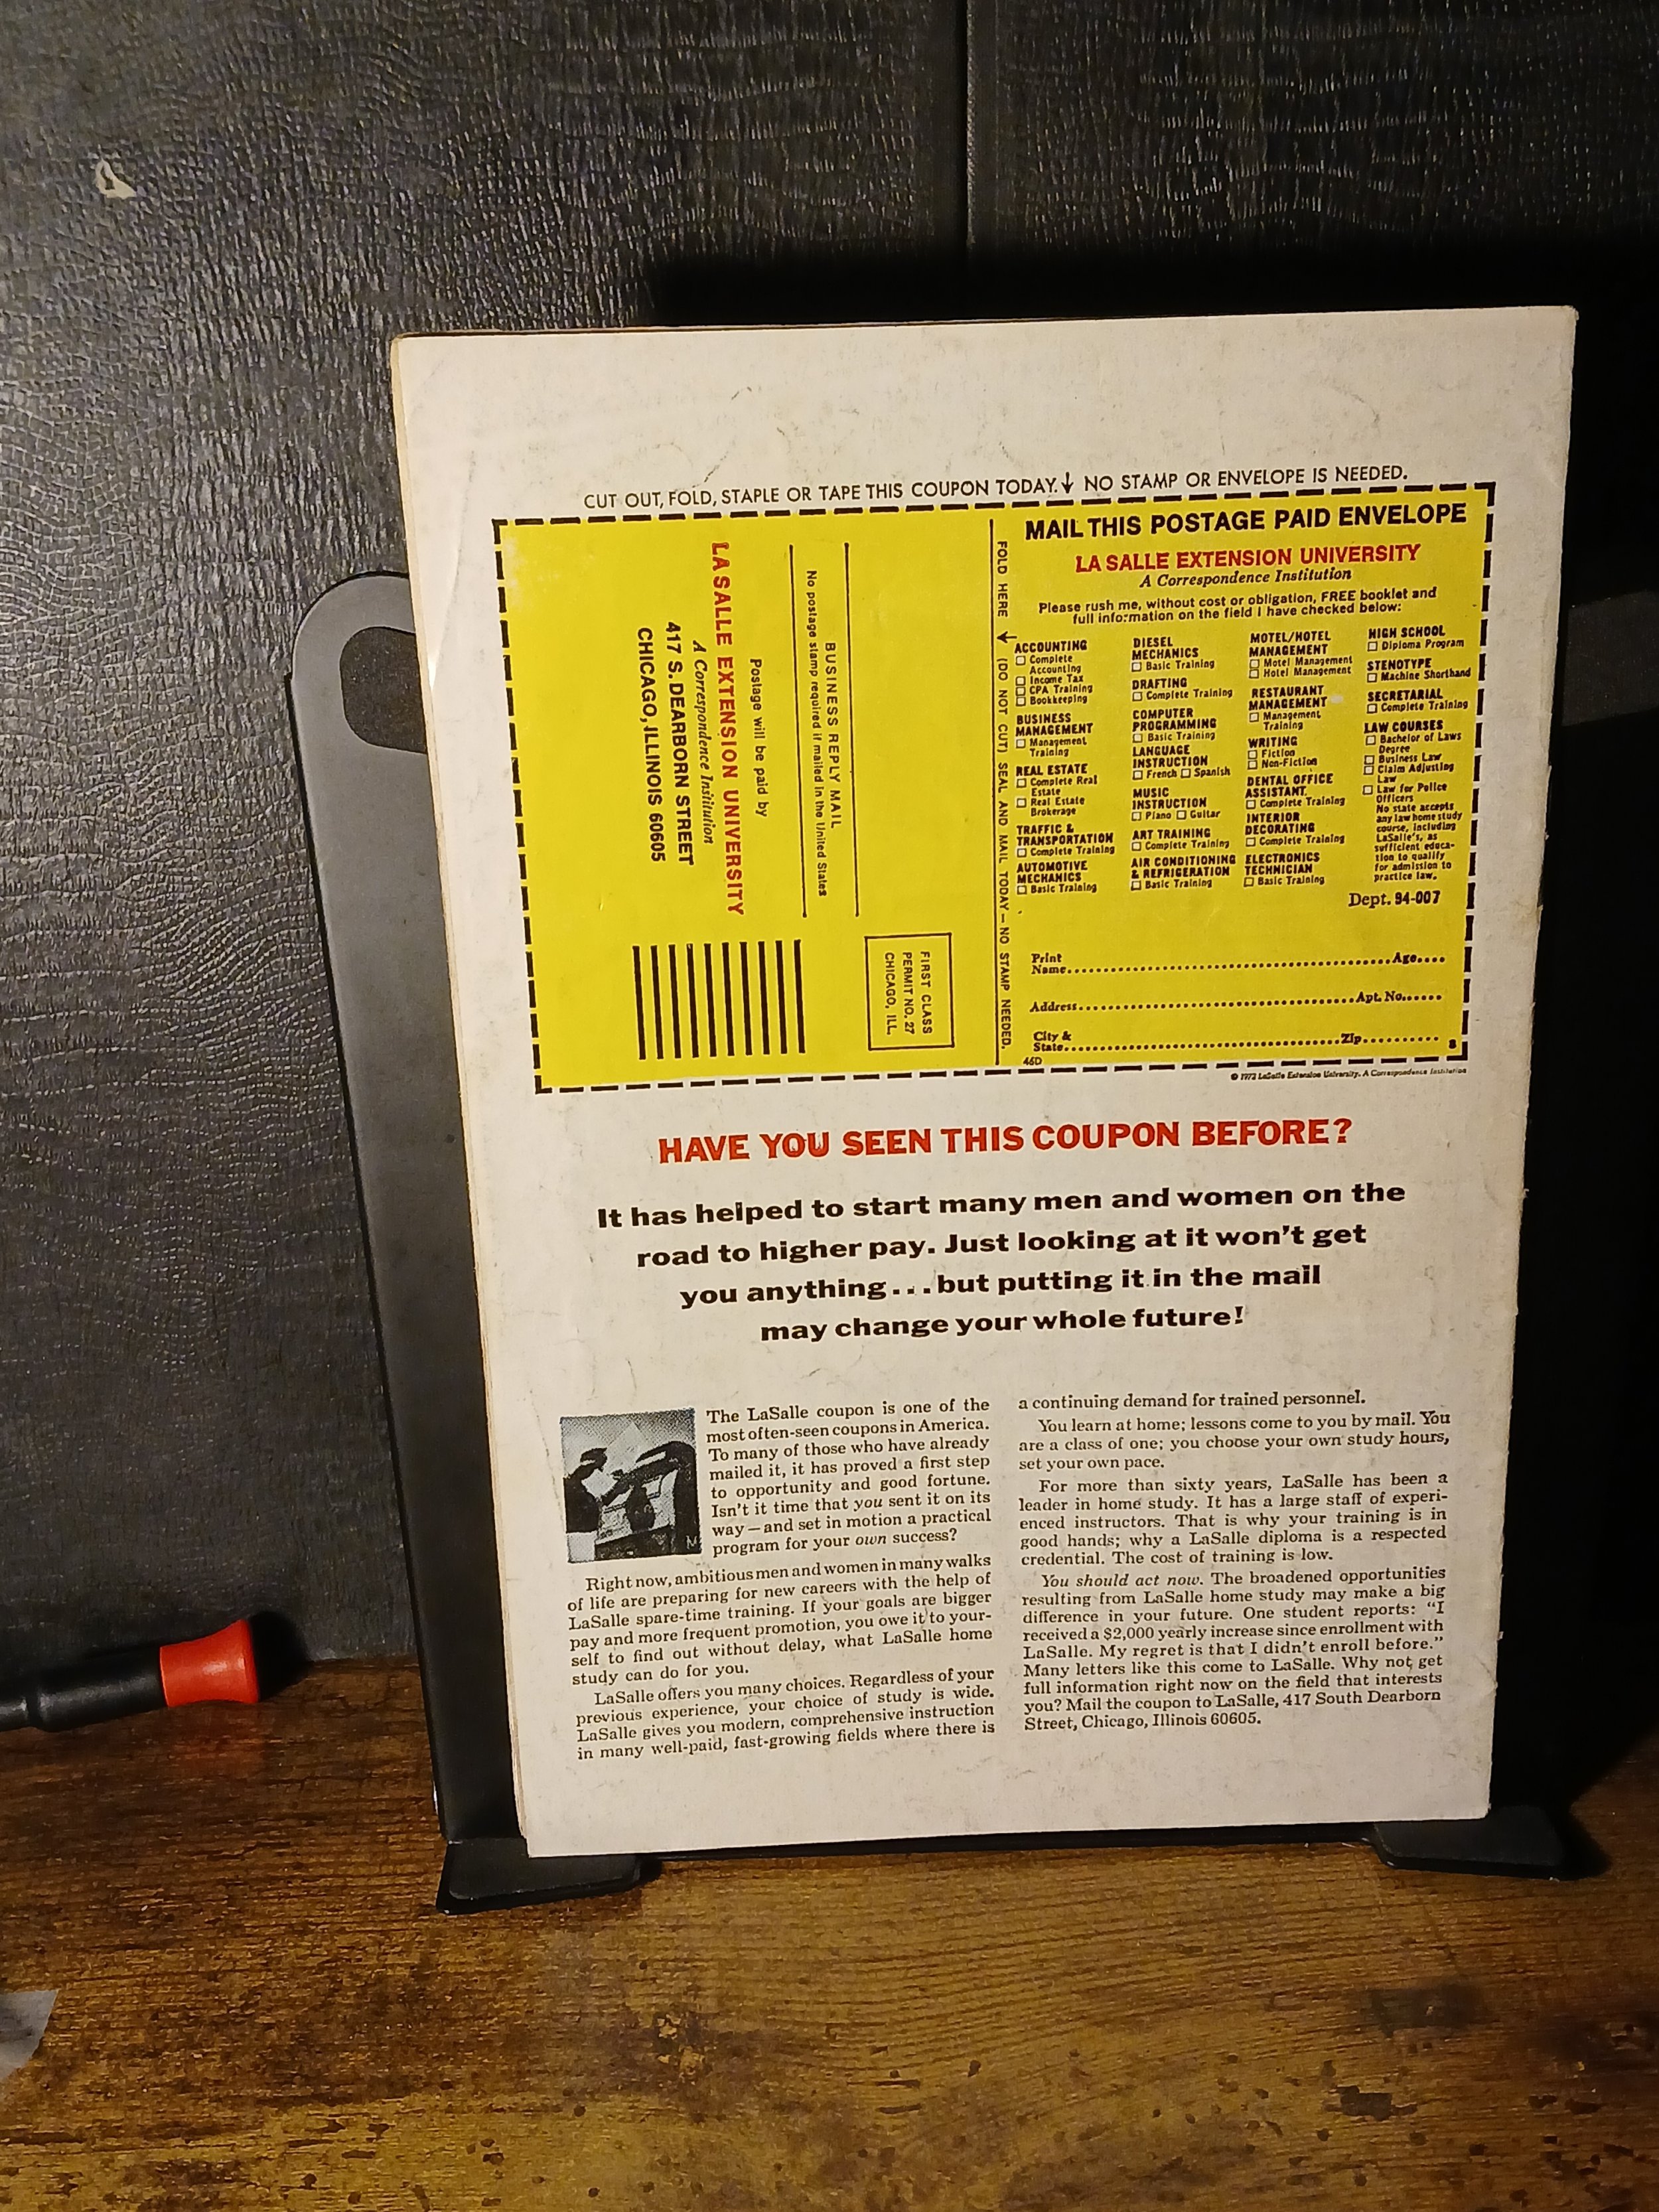 CUT OUT, FOLD, STAPLE OR TAPE THIS COUPON TODAY.↓ NO STAMP OR ENVELOPE IS NEEDED.
BUSINESS REPLY MAIL
No postage stamp required if mailed in the United States
Postage will be paid by
LA SALLE EXTENSION UNIVERSITY
A Correspondence Institution
417 S. DEARBORN STREET
CHICAGO, ILLINOIS 60605
FIRST CLASS
PERMIT NO. 27
CHICAGO, ILL.
FOLD HERE → (DO NOT CUT) SEAL AND MAIL TODAY — NO STAMP NEEDED.
MAIL THIS POSTAGE PAID ENVELOPE
LA SALLE EXTENSION UNIVERSITY
A Correspondence Institution
Please rush me, without cost or obligation, FREE booklet and
full information on the field I have checked below:
ACCOUNTING
☐ Complete
Accounting
☐ Income Tax
☐ CPA Training
☐ Bookkeeping
BUSINESS
MANAGEMENT
☐ Management
Training
REAL ESTATE
☐ Complete Real
Estate
☐ Real Estate
Brokerage
TRAFFIC &
TRANSPORTATION
☐ Complete Training
AUTOMOTIVE
MECHANICS
☐ Basic Training
DIESEL
MECHANICS
☐ Basic Training
DRAFTING
☐ Complete Training
COMPUTER
PROGRAMMING
☐ Basic Training
LANGUAGE
INSTRUCTION
☐ French ☐ Spanish
MUSIC
INSTRUCTION
☐ Piano ☐ Guitar
ART TRAINING
☐ Complete Training
AIR CONDITIONING
& REFRIGERATION
☐ Basic Training
MOTEL/HOTEL
MANAGEMENT
☐ Motel Management
☐ Hotel Management
RESTAURANT
MANAGEMENT
☐ Management
Training
WRITING
☐ Fiction
☐ Non-Fiction
DENTAL OFFICE
ASSISTANT
☐ Complete Training
INTERIOR
DECORATING
☐ Complete Training
ELECTRONICS
TECHNICIAN
☐ Basic Training
HIGH SCHOOL
☐ Diploma Program
STENOTYPE
☐ Machine Shorthand
SECRETARIAL
☐ Complete Training
LAW COURSES
☐ Bachelor of Laws
Degree
☐ Business Law
☐ Claim Adjusting
Law
☐ Law for Police
Officers
No state accepts
any law home study
course, including
LaSalle's, as
sufficient educa-
tion to qualify
for admission to
practice law.
Dept. 94-007
Print
Name.......... Age....
Address.......... Apt. No......
City &
State.......... Zip.......... 8
46D
© 1972 LaSalle Extension University. A Correspondence Institution
HAVE YOU SEEN THIS COUPON BEFORE?
It has helped to start many men and women on the
road to higher pay. Just looking at it won't get
you anything...but putting it in the mail
may change your whole future!
The LaSalle coupon is one of the
most often-seen coupons in America.
To many of those who have already
mailed it, it has proved a first step
to opportunity and good fortune.
Isn't it time that you sent it on its
way—and set in motion a practical
program for your own success?
Right now, ambitious men and women in many walks
of life are preparing for new careers with the help of
LaSalle spare-time training. If your goals are bigger
pay and more frequent promotion, you owe it to your-
self to find out without delay, what LaSalle home
study can do for you.
LaSalle offers you many choices. Regardless of your
previous experience, your choice of study is wide.
LaSalle gives you modern, comprehensive instruction
in many well-paid, fast-growing fields where there is
a continuing demand for trained personnel.
You learn at home; lessons come to you by mail. You
are a class of one; you choose your own study hours,
set your own pace.
For more than sixty years, LaSalle has been a
leader in home study. It has a large staff of experi-
enced instructors. That is why your training is in
good hands; why a LaSalle diploma is a respected
credential. The cost of training is low.
You should act now. The broadened opportunities
resulting from LaSalle home study may make a big
difference in your future. One student reports: "I
received a $2,000 yearly increase since enrollment with
LaSalle. My regret is that I didn't enroll before."
Many letters like this come to LaSalle. Why not get
full information right now on the field that interests
you? Mail the coupon to LaSalle, 417 South Dearborn
Street, Chicago, Illinois 60605.